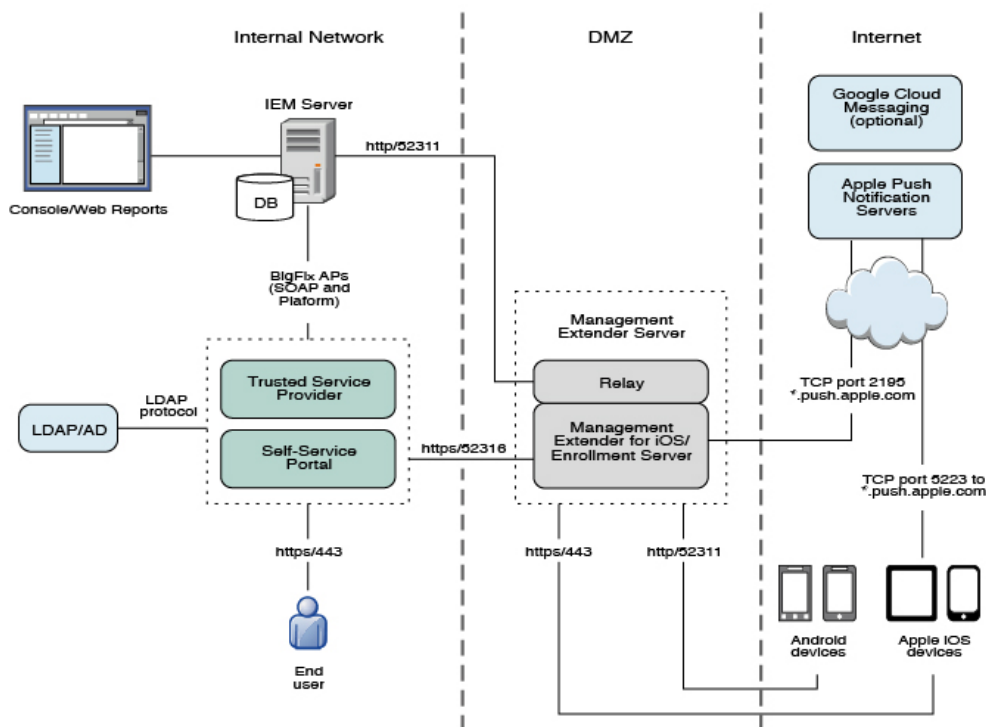 Internal Network
DMZ
Internet
IEM Server
Google Cloud
Messaging
(optional)
http/52311
Console/Web Reports
DB
Apple Push
Notification
Servers
BigFix APs
(SOAP and
Plaform)
Management
Extender Server
Trusted Service
Provider
Relay
TCP port 2195
*.push.apple.com
LDAP
protocol
LDAP/AD
Self-Service
Portal
https/52316
Management
Extender for iOS/
Enrollment Server
TCP port 5223 to
*.push.apple.com
https/443
https/443
http/52311
End
user
Android
devices
Apple iOS
devices